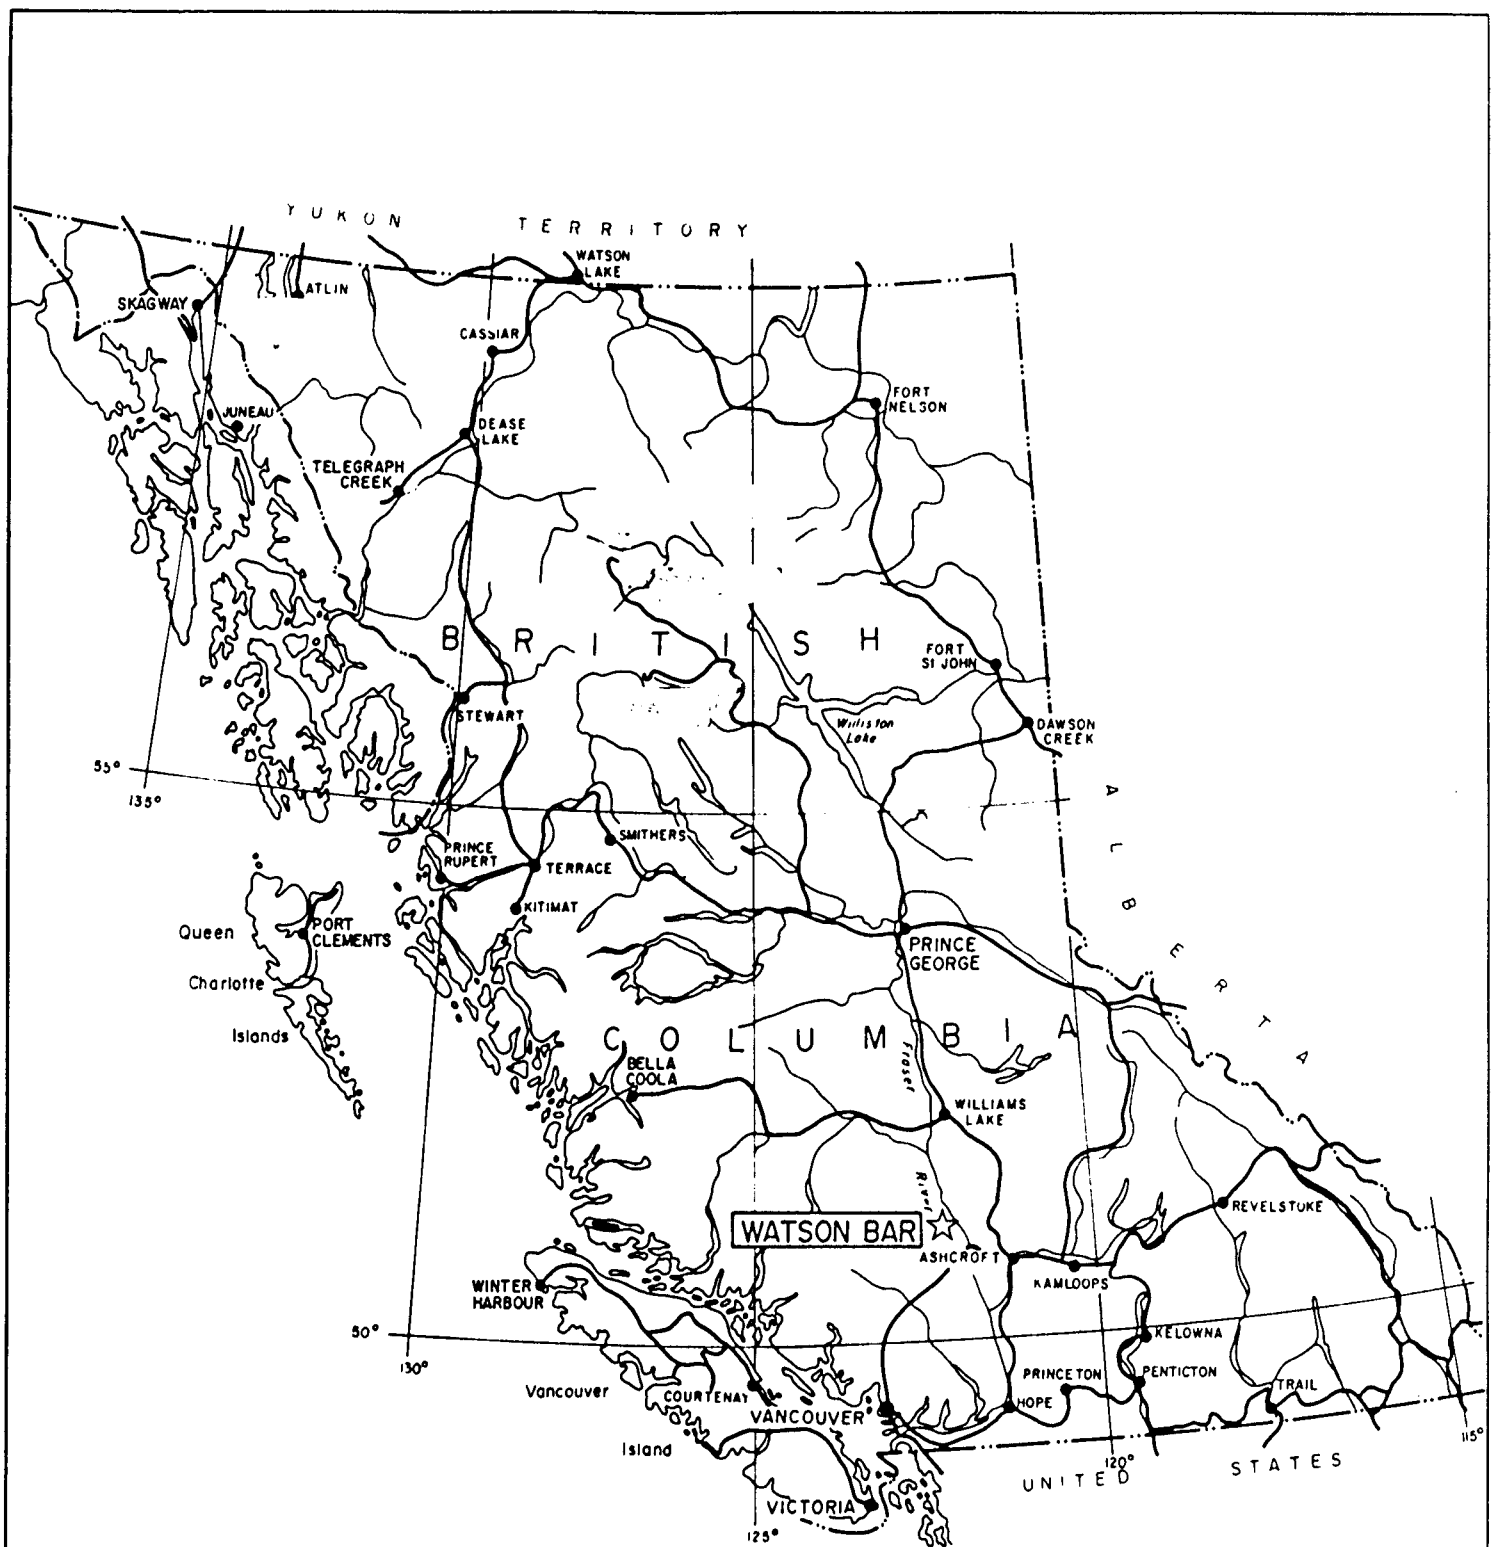 YUKON TERRITORY
WATSON
LAKE
ATLIN
SKAGWAY
CASSIAR
FORT
NELSON
JUNEAU
DEASE
LAKE
TELEGRAPH
CREEK
BRITISH
FORT
ST JOHN
STEWART
Williston
Lake
DAWSON
CREEK
55°
135°
ALBERTA
SMITHERS
PRINCE
RUPERT
TERRACE
KITIMAT
Queen
PORT
CLEMENTS
PRINCE
GEORGE
Charlotte
Islands
COLUMBIA
Fraser
BELLA
COOLA
WILLIAMS
LAKE
River
REVELSTOKE
WATSON BAR
ASHCROFT
KAMLOOPS
WINTER
HARBOUR
50°
130°
KELOWNA
PRINCETON
PENTICTON
Vancouver
COURTENAY
TRAIL
HOPE
VANCOUVER
Island
115°
120°
UNITED STATES
VICTORIA
125°